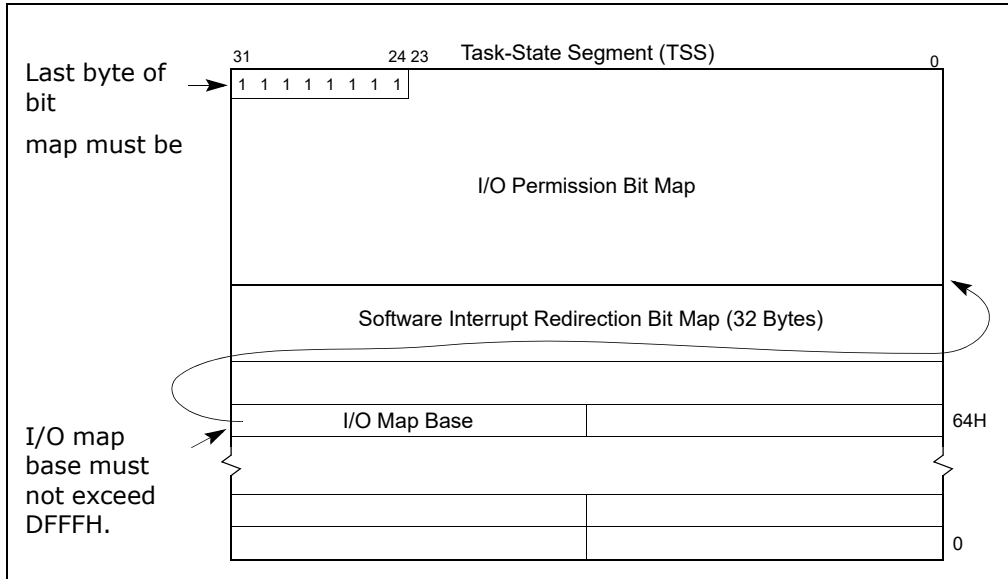 31 24 23 Task-State Segment (TSS) 0
Last byte of
bit
map must be
1 1 1 1 1 1 1 1
I/O Permission Bit Map
Software Interrupt Redirection Bit Map (32 Bytes)
I/O Map Base 64H
I/O map
base must
not exceed
DFFFH.
0